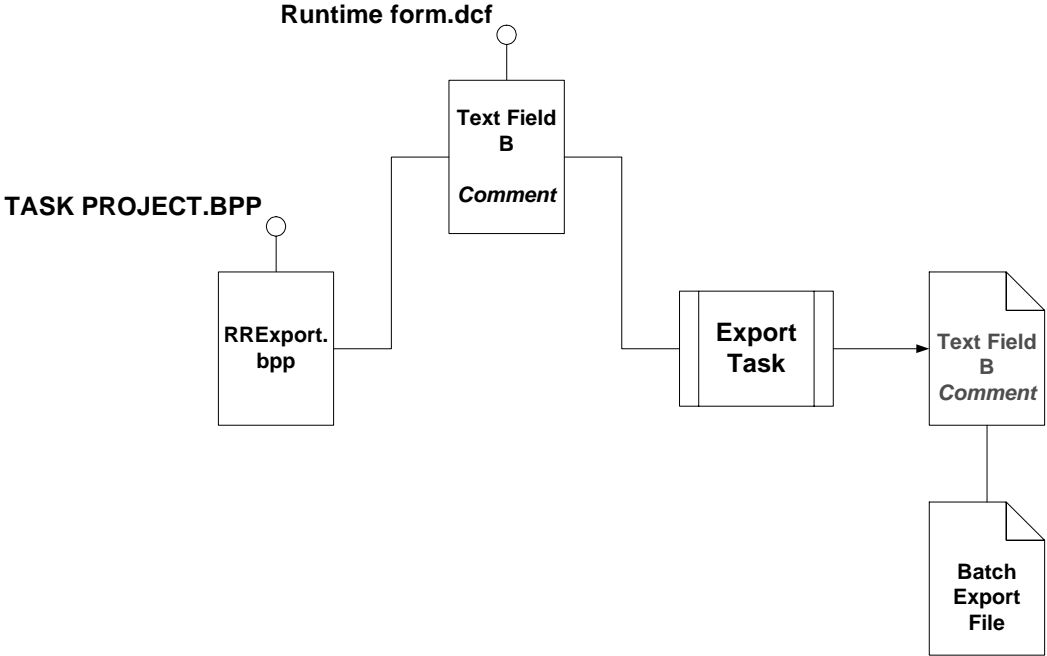 Runtime form.dcf
Text Field
B
Comment
TASK PROJECT.BPP
RRExport.
bpp
Export
Task
Text Field
B
Comment
Batch
Export
File